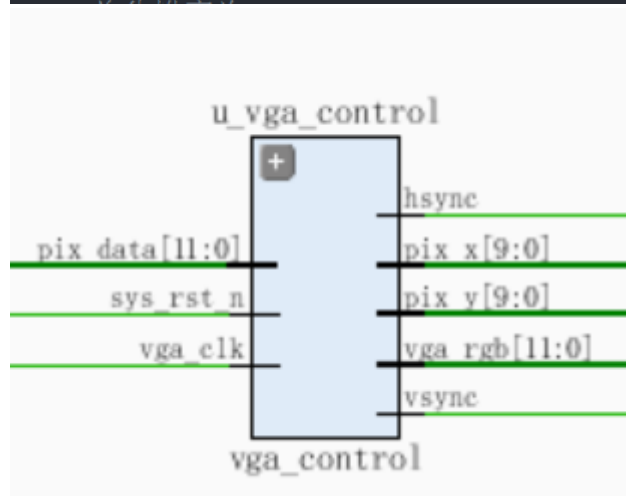 u_vga_control
+
hsync
pix_data[11:0]
pix_x[9:0]
sys_rst_n
pix_y[9:0]
vga_clk
vga_rgb[11:0]
vsync
vga_control